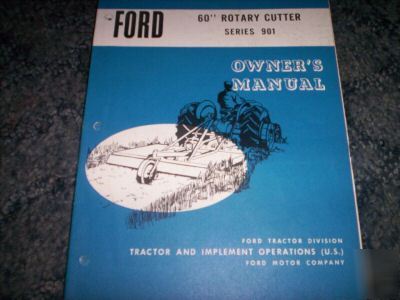 FORD
60" ROTARY CUTTER
SERIES 901
OWNER'S
MANUAL
FORD TRACTOR DIVISION
TRACTOR AND IMPLEMENT OPERATIONS (U.S.)
FORD MOTOR COMPANY